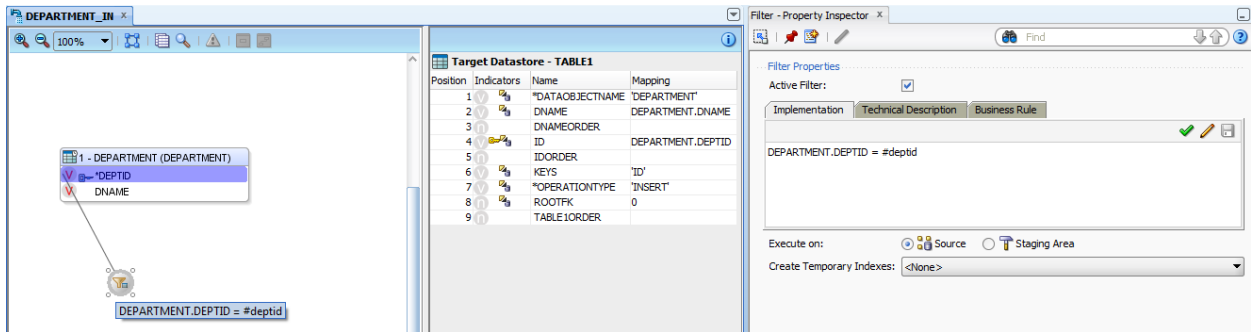 DEPARTMENT_IN x
100%
1 - DEPARTMENT (DEPARTMENT)
V *DEPTID
V DNAME
DEPARTMENT.DEPTID = #deptid
Target Datastore - TABLE1
Position Indicators Name Mapping
1 *DATAOBJECTNAME 'DEPARTMENT'
2 DNAME DEPARTMENT.DNAME
3 DNAMEORDER
4 ID DEPARTMENT.DEPTID
5 IDORDER
6 KEYS 'ID'
7 *OPERATIONTYPE 'INSERT'
8 ROOTFK 0
9 TABLE1ORDER
Filter - Property Inspector x
Find
Filter Properties
Active Filter:
Implementation Technical Description Business Rule
DEPARTMENT.DEPTID = #deptid
Execute on: Source Staging Area
Create Temporary Indexes: <None>